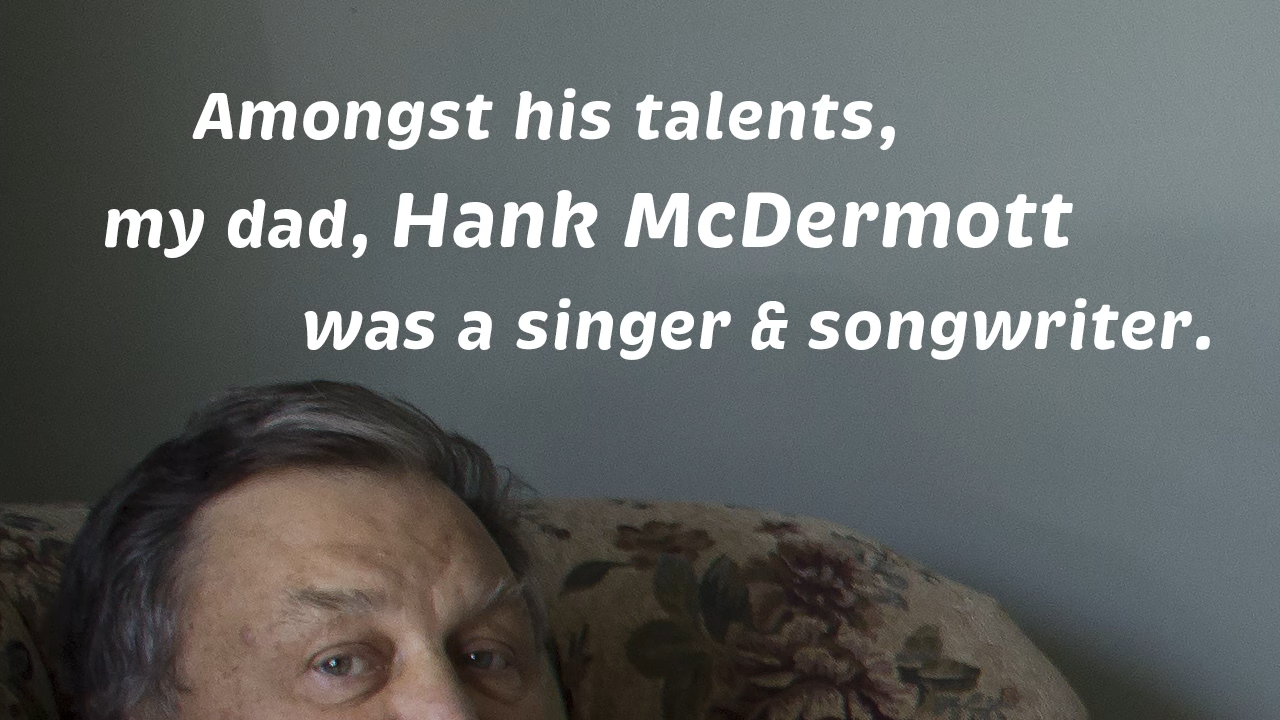 Amongst his talents,
my dad, Hank McDermott
was a singer & songwriter.